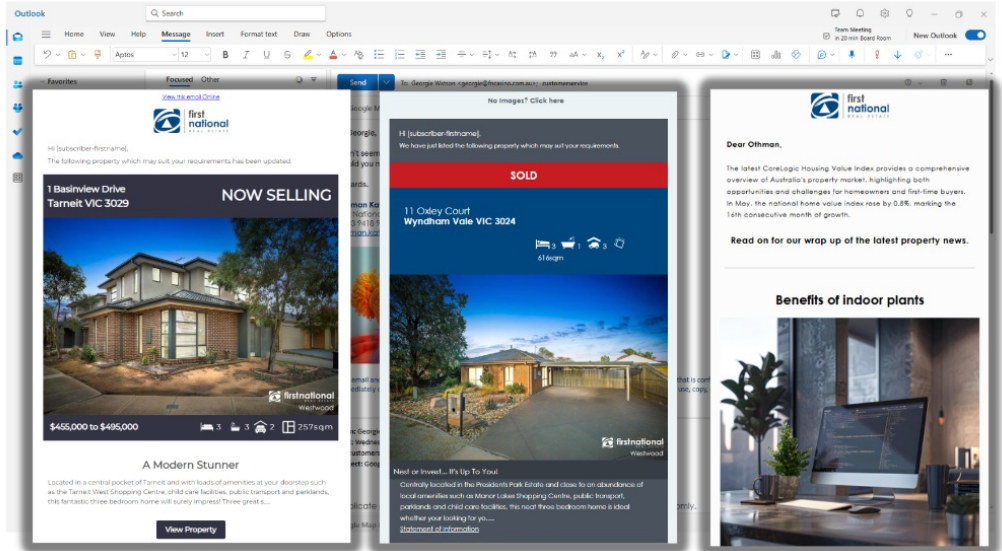 Outlook
Search
Home View Help Message Insert Format text Draw Options
Team Meeting
in 20 min Board Room
New Outlook
Aptos
12
B I U
Favorites
Focused Other
Send
To: Georgie Watson
View this email Online
first
national
REAL ESTATE
Hi [subscriber-firstname],
The following property which may suit your requirements has been updated.
1 Basinview Drive
Tarneit VIC 3029
NOW SELLING
firstnational
Westwood
$455,000 to $495,000
3 3 2 257sqm
A Modern Stunner
Located in a central pocket of Tarneit and with loads of amenities at your doorstep such
as the Tarneit West Shopping Centre, child care facilities, public transport and parklands,
this fantastic three bedroom home will surely impress! Three great s....
View Property
No Images? Click here
Hi [subscriber-firstname],
We have just listed the following property which may suit your requirements.
SOLD
11 Oxley Court
Wyndham Vale VIC 3024
3 1 3
616sqm
firstnational
Westwood
Nest or Invest... It's Up To You!
Centrally located in the Presidents Park Estate and close to an abundance of
local amenities such as Manor Lakes Shopping Centre, public transport,
parklands and child care facilities, this neat three bedroom home is ideal
whether your looking for yo.....
Statement of information
first
national
REAL ESTATE
Dear Othman,
The latest CoreLogic Housing Value Index provides a comprehensive
overview of Australia's property market, highlighting both
opportunities and challenges for homeowners and first-time buyers.
In May, the national home value index rose by 0.8%, marking the
16th consecutive month of growth.
Read on for our wrap up of the latest property news.
Benefits of indoor plants